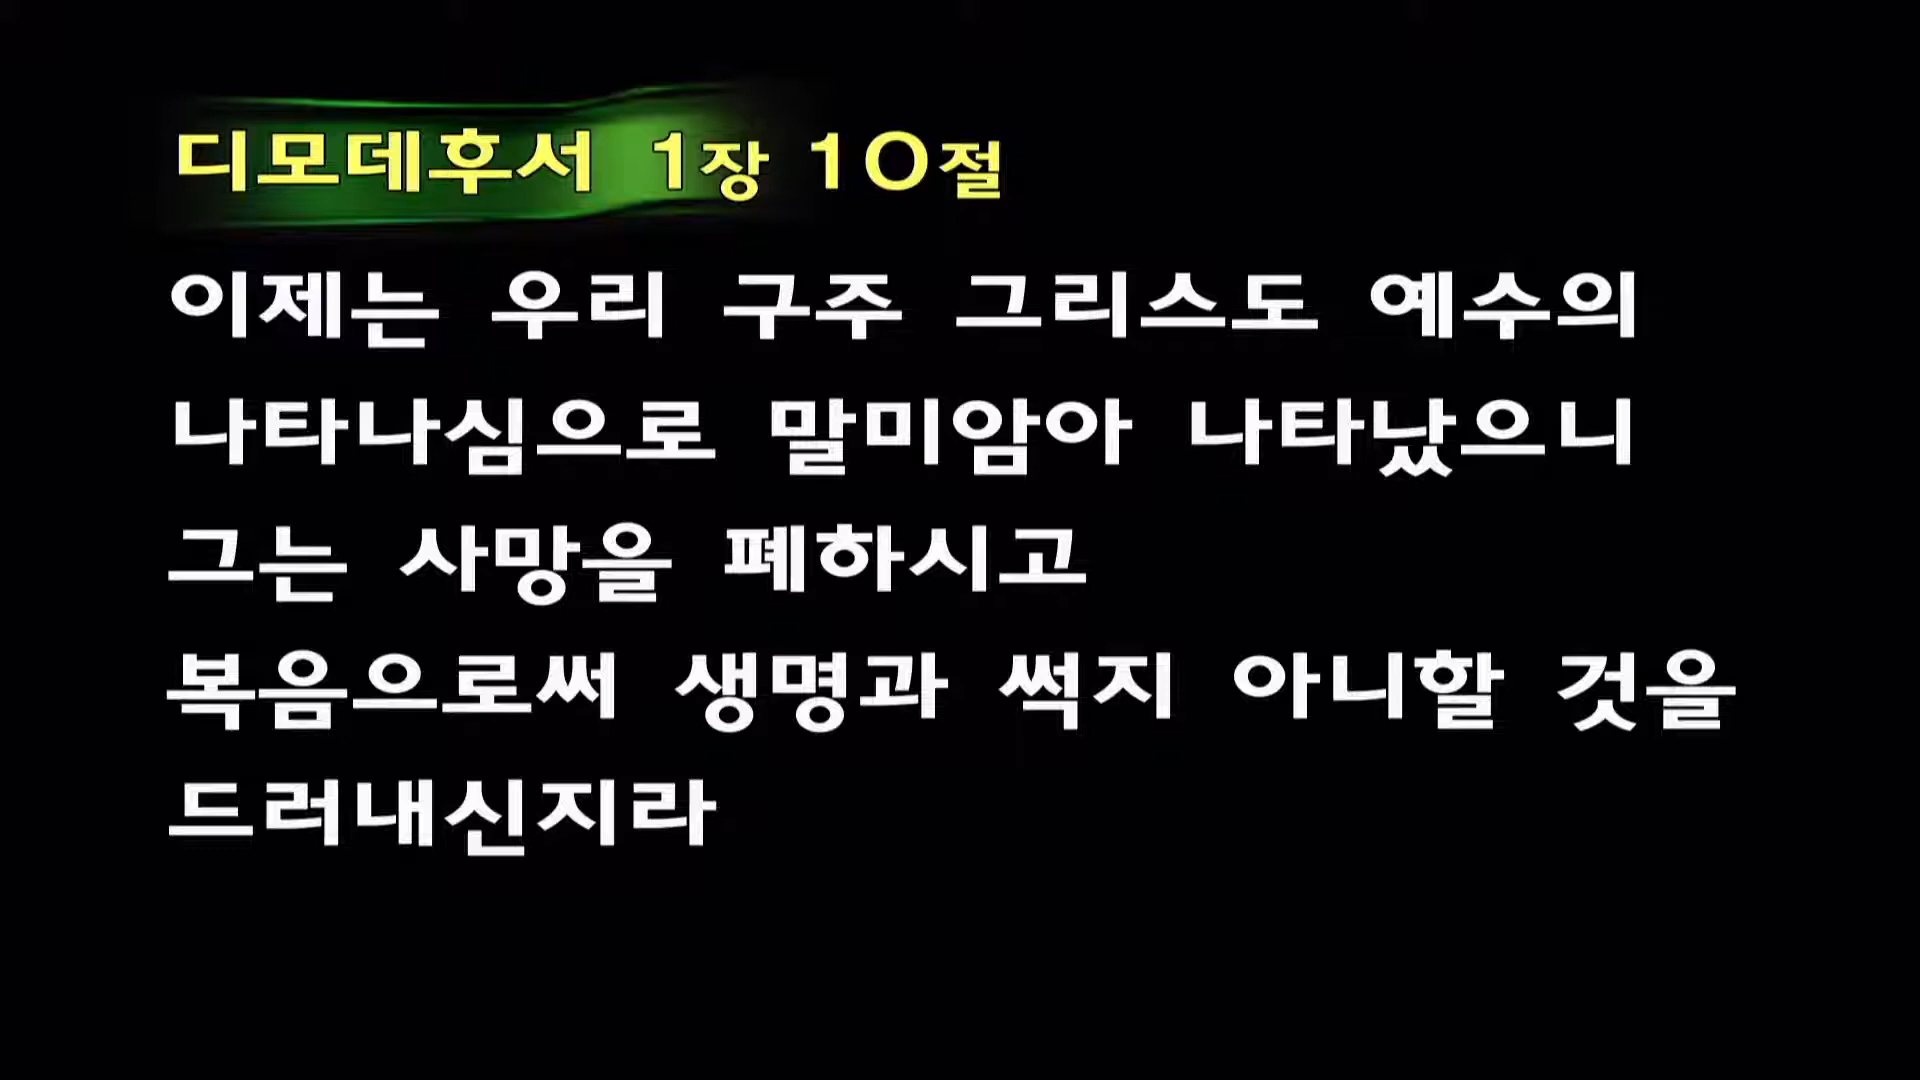 디모데후서 1장 10절
이제는 우리 구주 그리스도 예수의
나타나심으로 말미암아 나타났으니
그는 사망을 폐하시고
복음으로써 생명과 썩지 아니할 것을
드러내신지라